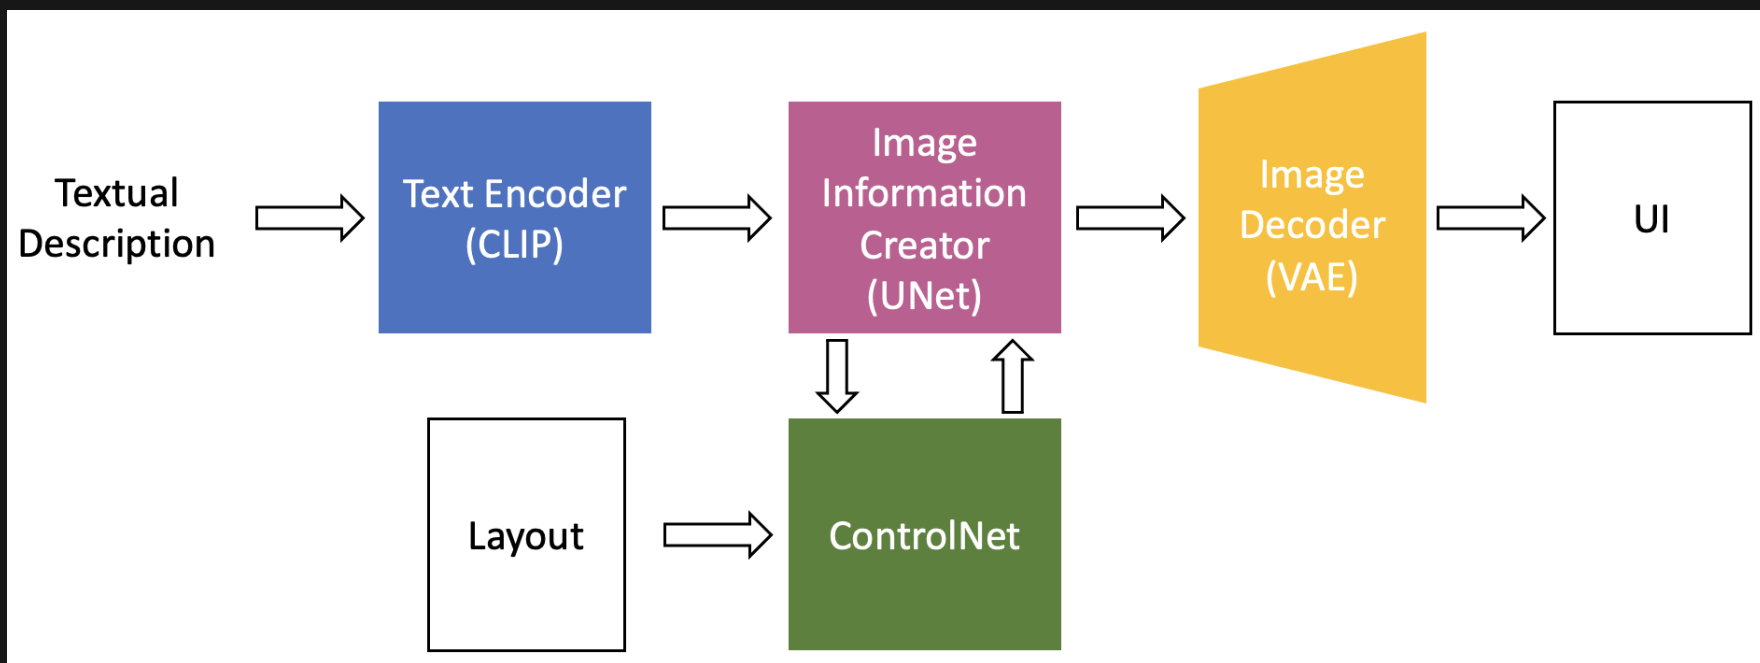 Textual
Description
Text Encoder
(CLIP)
Image
Information
Creator
(UNet)
Image
Decoder
(VAE)
UI
Layout
ControlNet